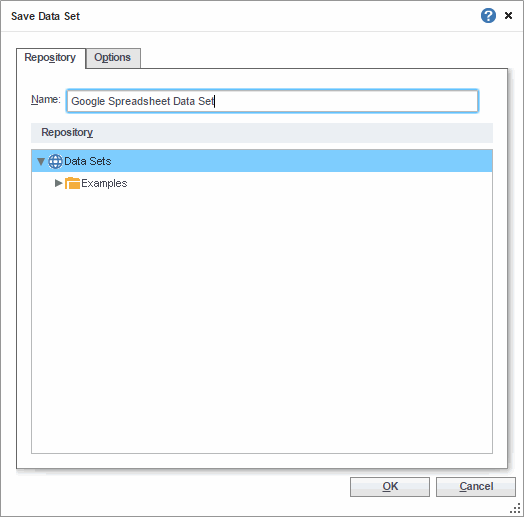 Save Data Set
?
Repository
Options
Name: Google Spreadsheet Data Set
Repository
Data Sets
Examples
OK
Cancel